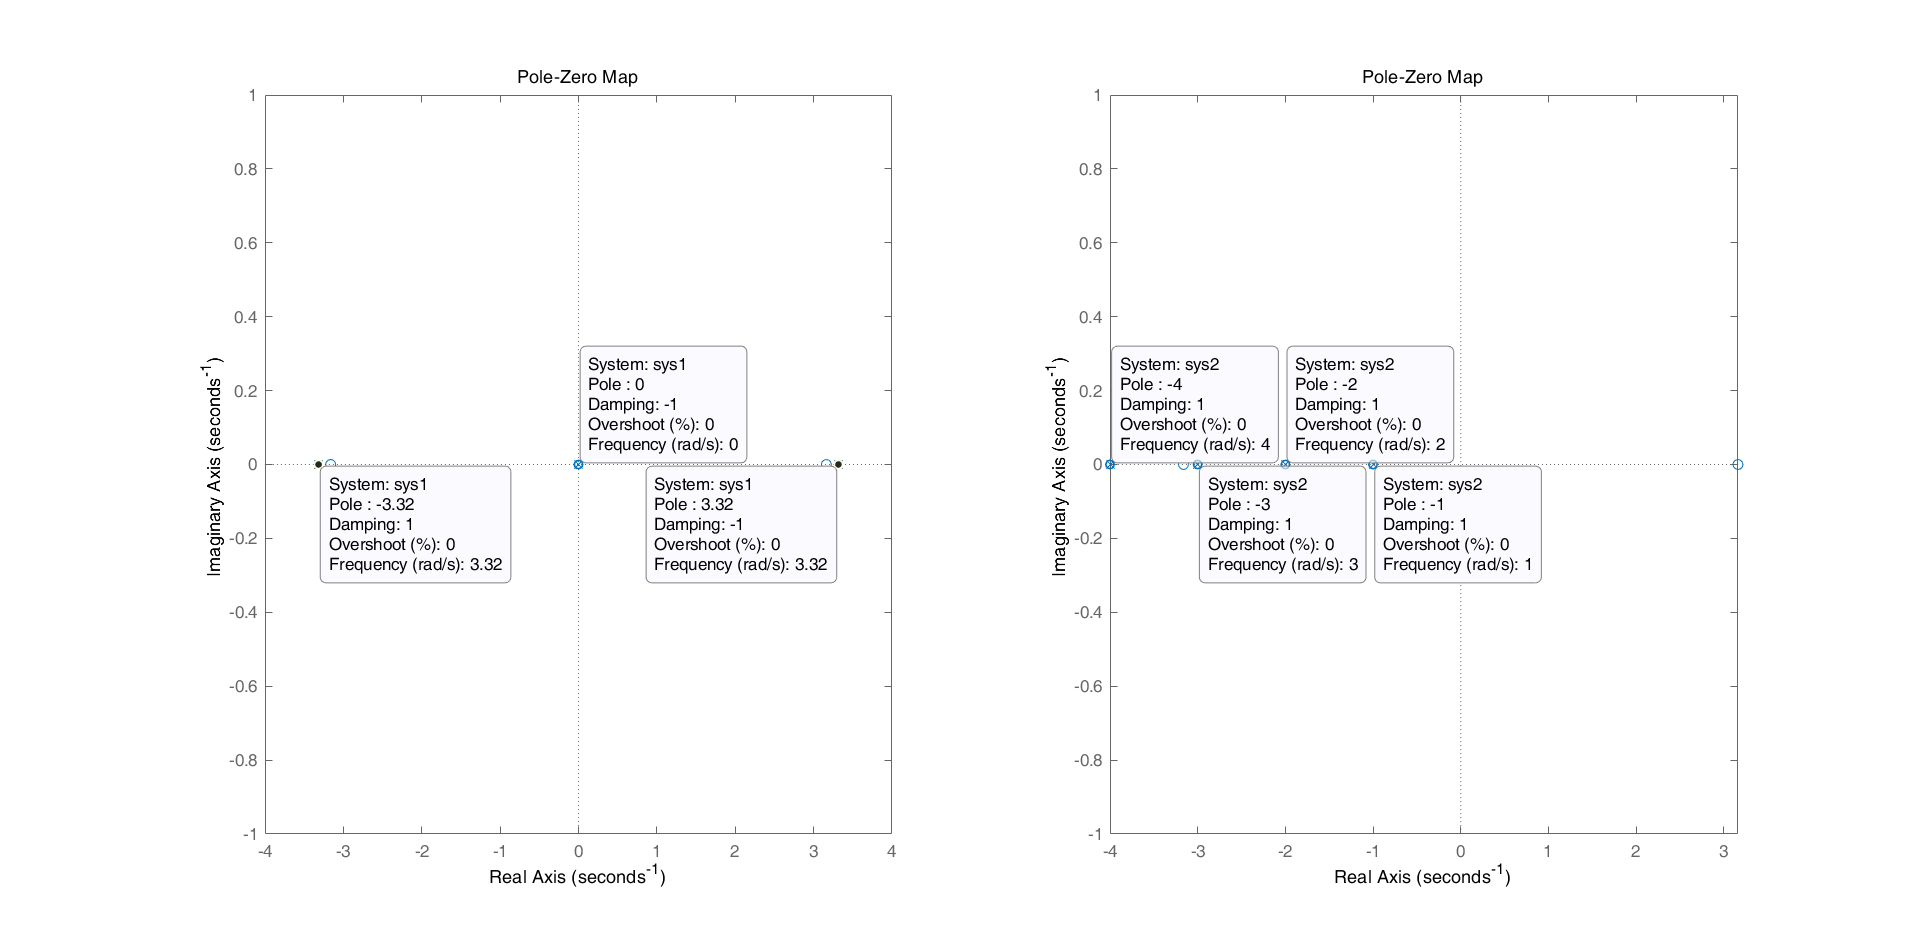 Pole-Zero Map
1
0.8
0.6
0.4
0.2
0
-0.2
-0.4
-0.6
-0.8
-1
Imaginary Axis (seconds⁻¹)
System: sys1
Pole : 0
Damping: -1
Overshoot (%): 0
Frequency (rad/s): 0
System: sys1
Pole : -3.32
Damping: 1
Overshoot (%): 0
Frequency (rad/s): 3.32
System: sys1
Pole : 3.32
Damping: -1
Overshoot (%): 0
Frequency (rad/s): 3.32
-4 -3 -2 -1 0 1 2 3 4
Real Axis (seconds⁻¹)
Pole-Zero Map
1
0.8
0.6
0.4
0.2
0
-0.2
-0.4
-0.6
-0.8
-1
Imaginary Axis (seconds⁻¹)
System: sys2
Pole : -4
Damping: 1
Overshoot (%): 0
Frequency (rad/s): 4
System: sys2
Pole : -2
Damping: 1
Overshoot (%): 0
Frequency (rad/s): 2
System: sys2
Pole : -3
Damping: 1
Overshoot (%): 0
Frequency (rad/s): 3
System: sys2
Pole : -1
Damping: 1
Overshoot (%): 0
Frequency (rad/s): 1
-4 -3 -2 -1 0 1 2 3
Real Axis (seconds⁻¹)